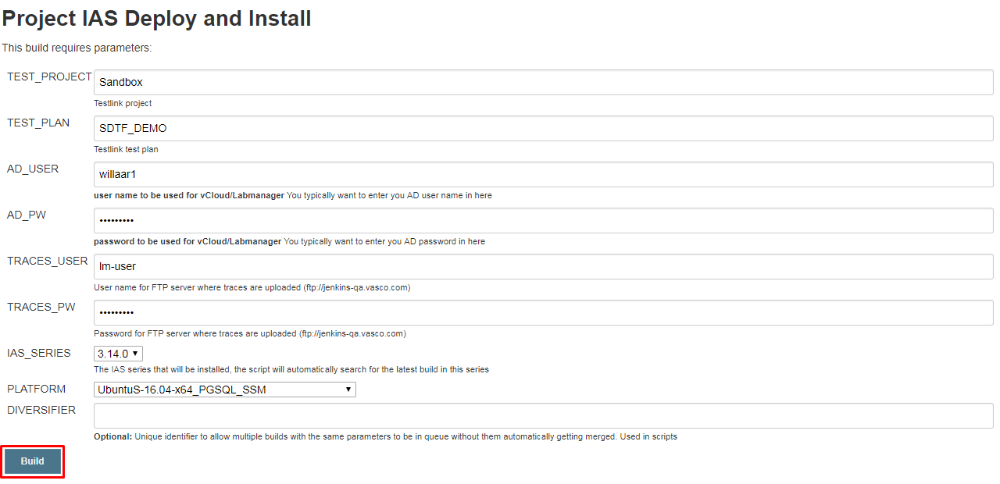 Project IAS Deploy and Install
This build requires parameters:
TEST_PROJECT
Sandbox
Testlink project
TEST_PLAN
SDTF_DEMO
Testlink test plan
AD_USER
willaar1
user name to be used for vCloud/Labmanager You typically want to enter you AD user name in here
AD_PW
•••••••••
password to be used for vCloud/Labmanager You typically want to enter you AD password in here
TRACES_USER
lm-user
User name for FTP server where traces are uploaded (ftp://jenkins-qa.vasco.com)
TRACES_PW
•••••••••
Password for FTP server where traces are uploaded (ftp://jenkins-qa.vasco.com)
IAS_SERIES
3.14.0
The IAS series that will be installed, the script will automatically search for the latest build in this series
PLATFORM
UbuntuS-16.04-x64_PGSQL_SSM
DIVERSIFIER
Optional: Unique identifier to allow multiple builds with the same parameters to be in queue without them automatically getting merged. Used in scripts
Build